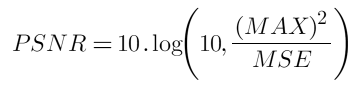 PSNR = 10 . log(10, (MAX)² / MSE)